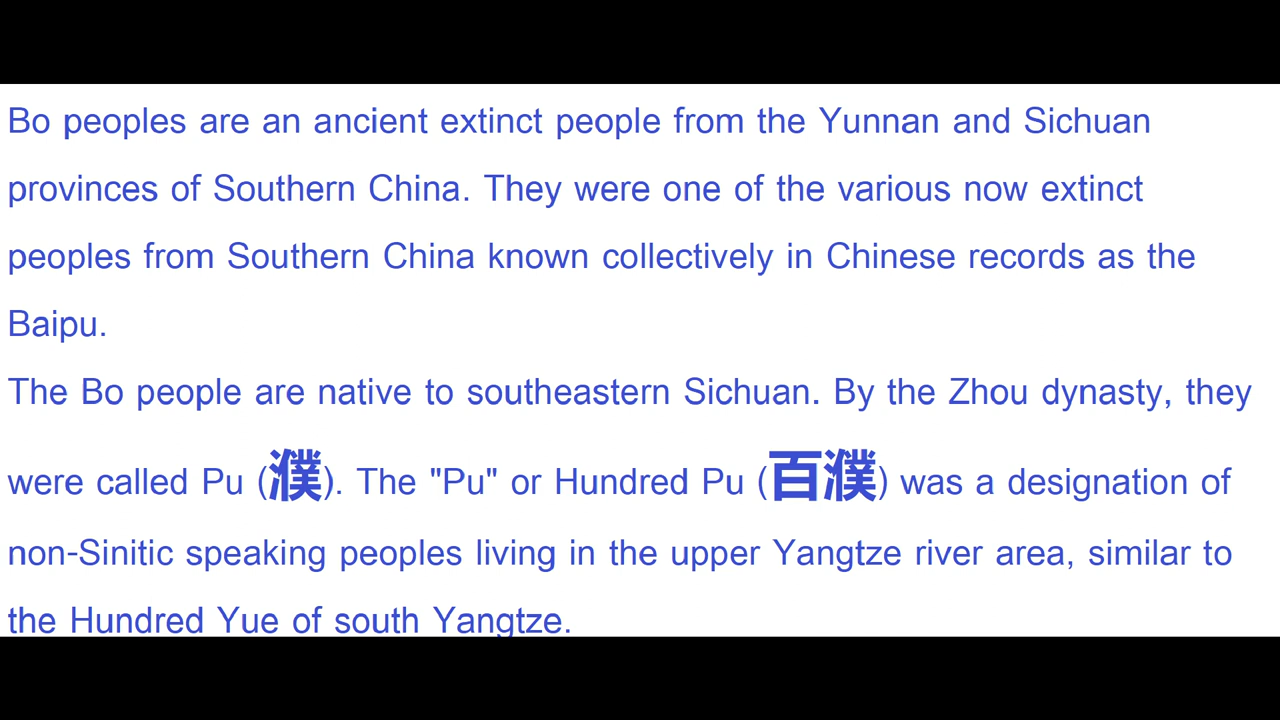 Bo peoples are an ancient extinct people from the Yunnan and Sichuan
provinces of Southern China. They were one of the various now extinct
peoples from Southern China known collectively in Chinese records as the
Baipu.
The Bo people are native to southeastern Sichuan. By the Zhou dynasty, they
were called Pu (濮). The "Pu" or Hundred Pu (百濮) was a designation of
non-Sinitic speaking peoples living in the upper Yangtze river area, similar to
the Hundred Yue of south Yangtze.